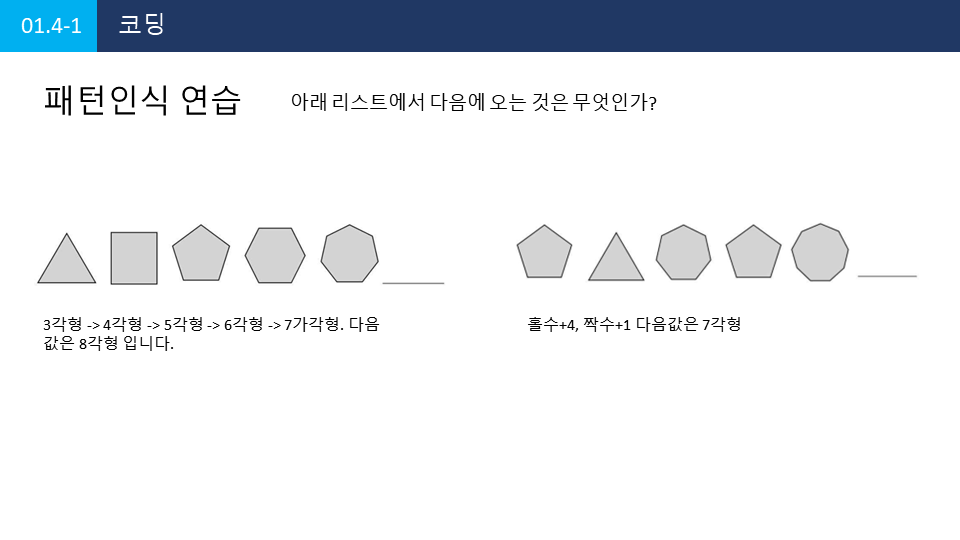 01.4-1 코딩
패턴인식 연습
아래 리스트에서 다음에 오는 것은 무엇인가?
3각형 -> 4각형 -> 5각형 -> 6각형 -> 7가각형. 다음
값은 8각형 입니다.
홀수+4, 짝수+1 다음값은 7각형